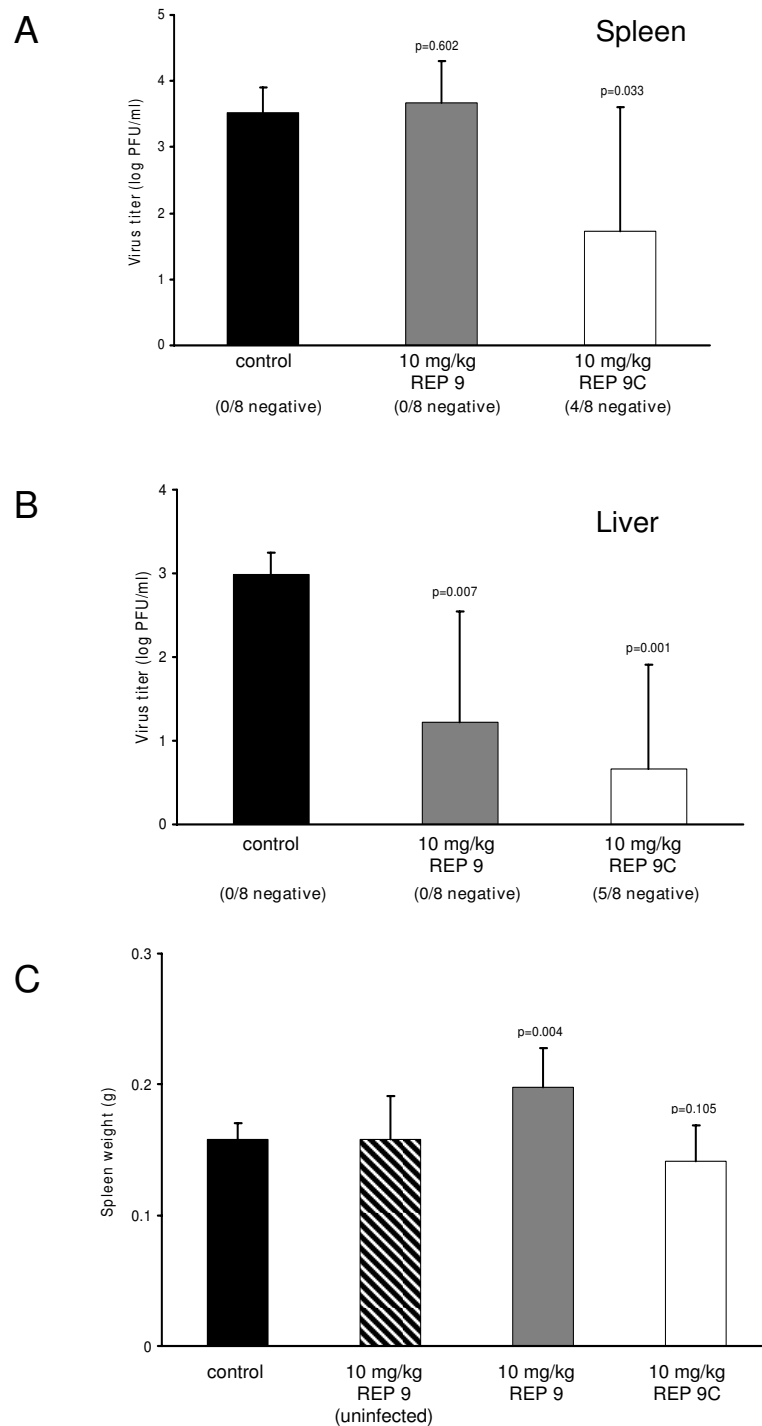 A
Spleen
Virus titer (log PFU/ml)
5
4
3
2
1
0
p=0.602
p=0.033
control
10 mg/kg
REP 9
10 mg/kg
REP 9C
(0/8 negative)
(0/8 negative)
(4/8 negative)
B
Liver
Virus titer (log PFU/ml)
4
3
2
1
0
p=0.007
p=0.001
control
10 mg/kg
REP 9
10 mg/kg
REP 9C
(0/8 negative)
(0/8 negative)
(5/8 negative)
C
Spleen weight (g)
0.3
0.2
0.1
0
p=0.004
p=0.105
control
10 mg/kg
REP 9
(uninfected)
10 mg/kg
REP 9
10 mg/kg
REP 9C